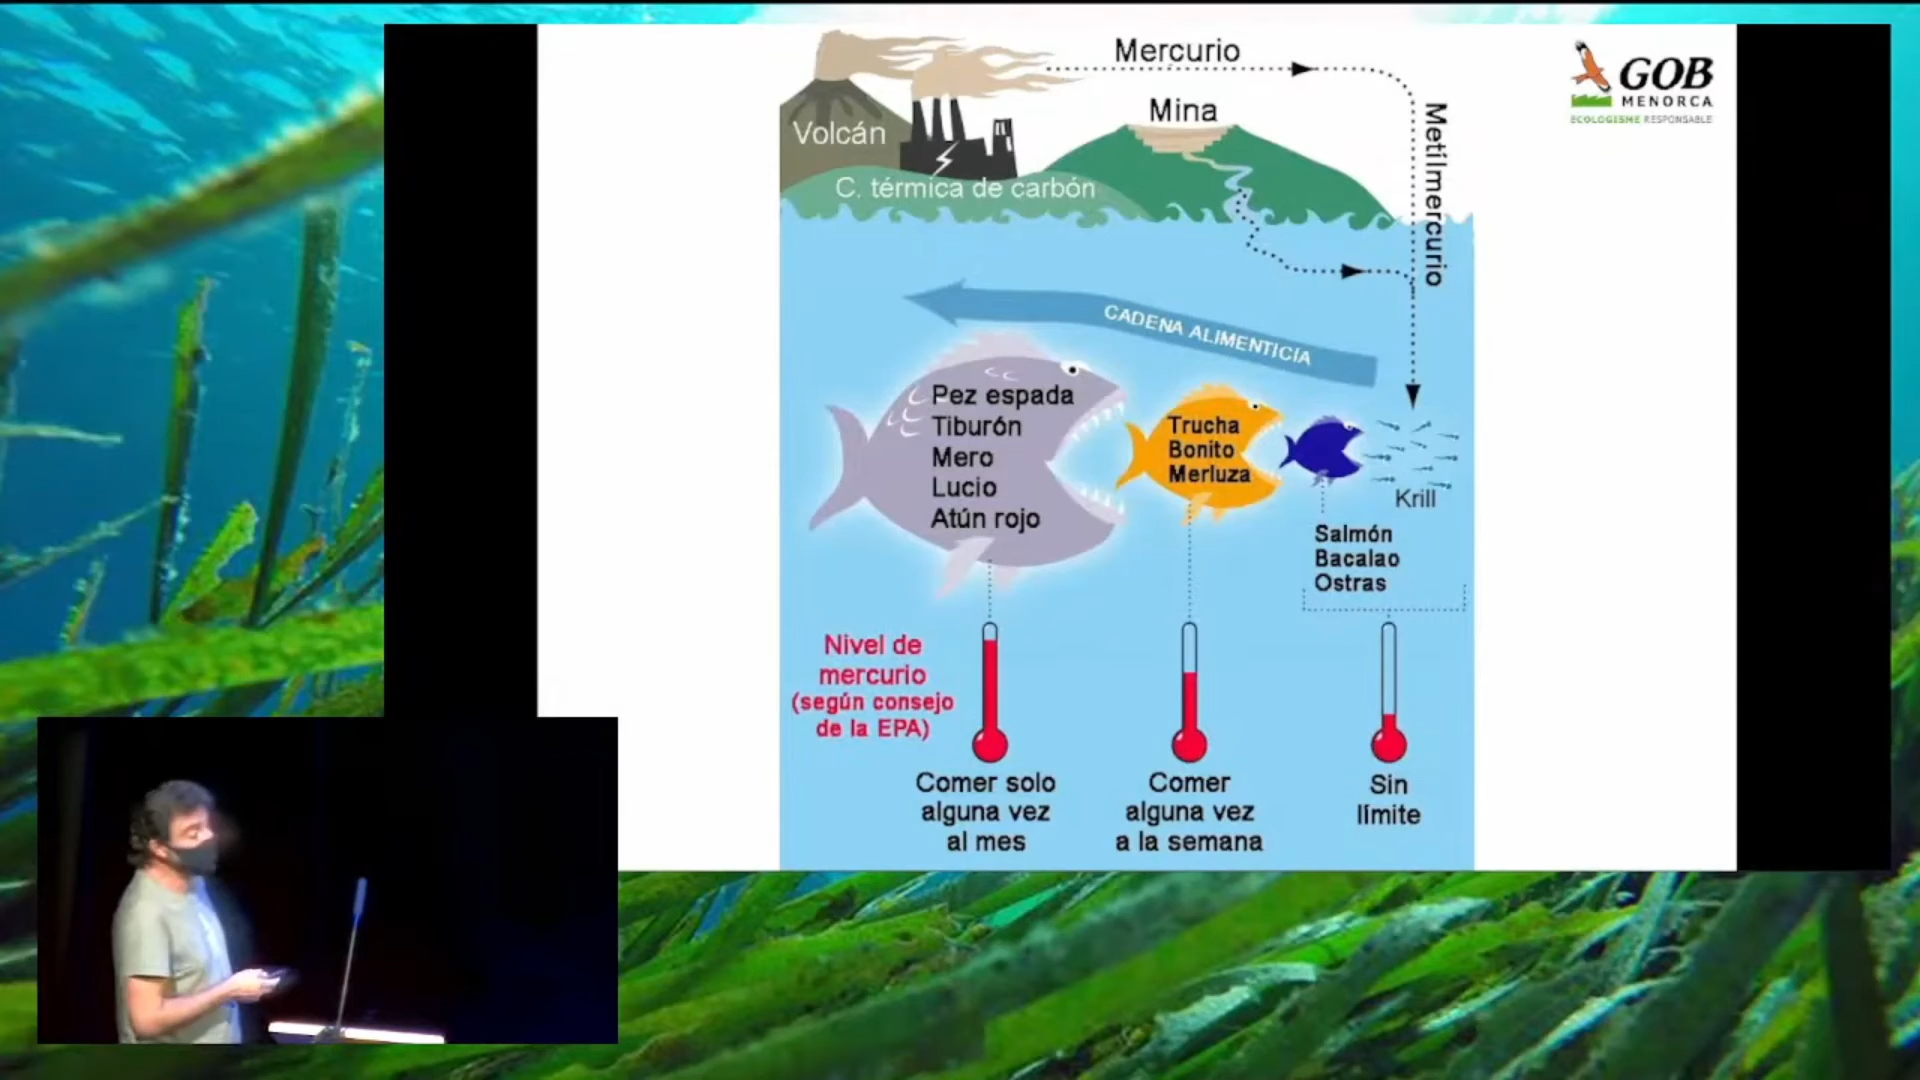 Mercurio
GOB
MENORCA
ECOLOGISME RESPONSABLE
Mina
Volcán
C. térmica de carbón
Metílmercurio
CADENA ALIMENTICIA
Pez espada
Tiburón
Mero
Lucio
Atún rojo
Trucha
Bonito
Merluza
Krill
Salmón
Bacalao
Ostras
Nivel de
mercurio
(según consejo
de la EPA)
Comer solo
alguna vez
al mes
Comer
alguna vez
a la semana
Sin
límite